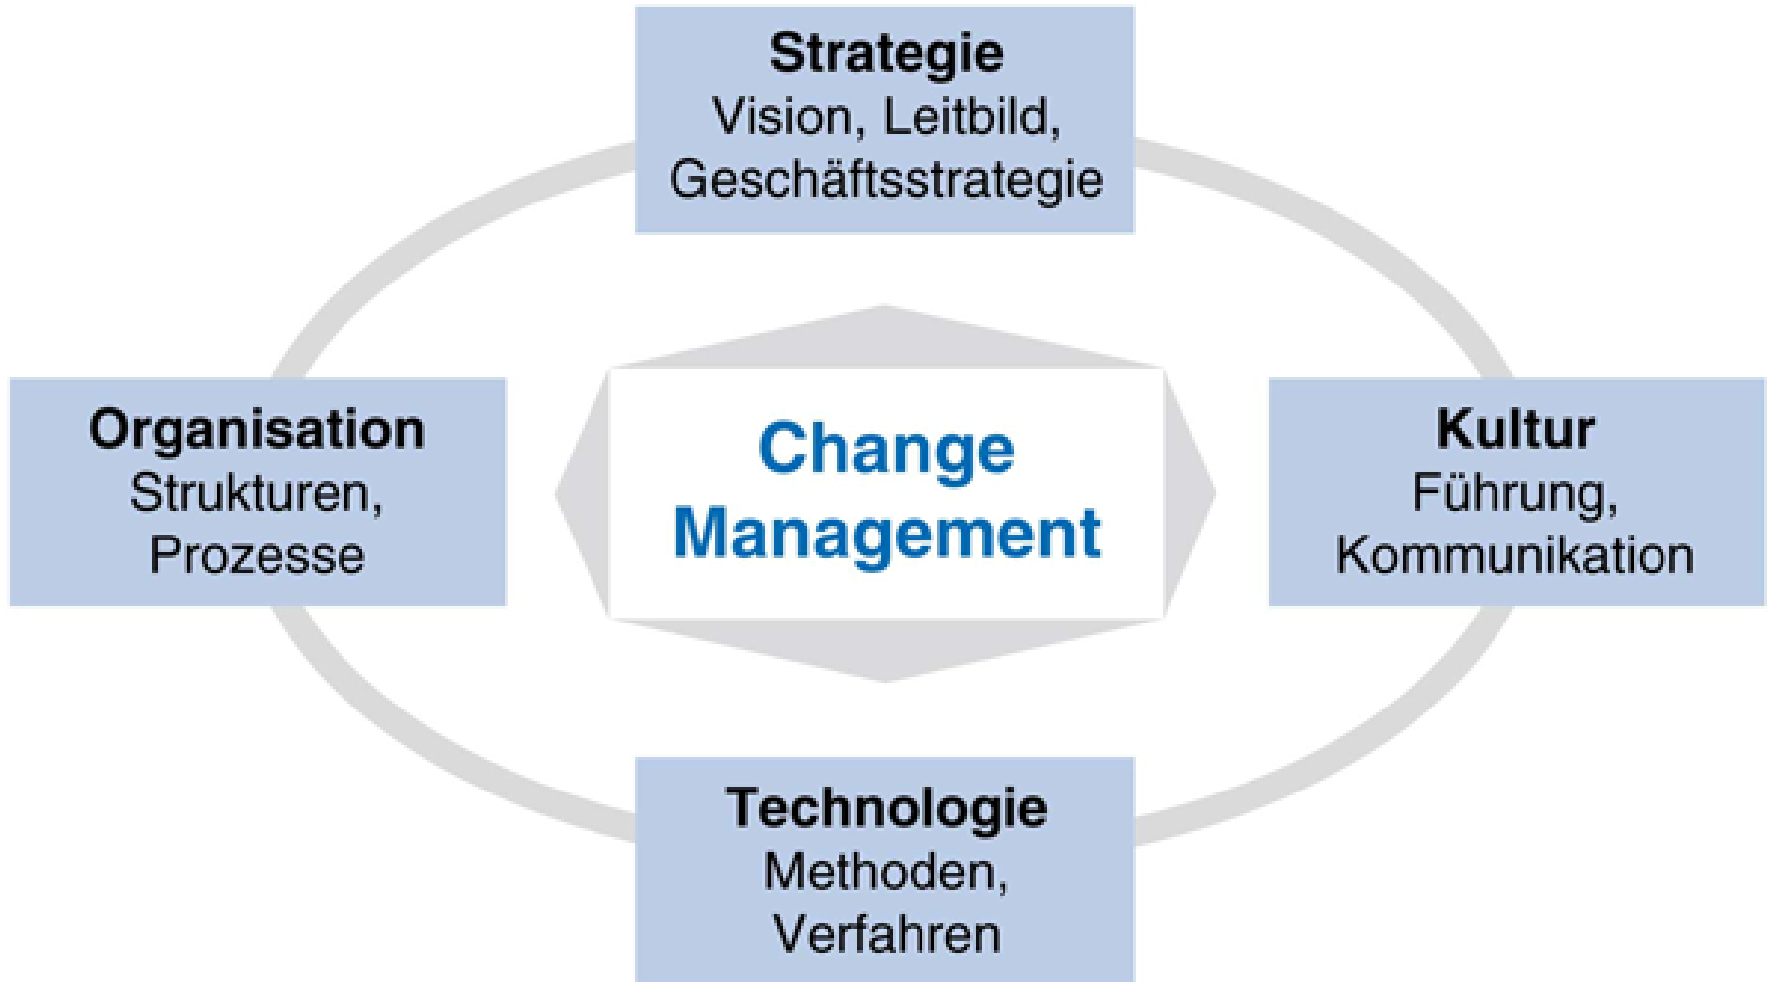 Strategie
Vision, Leitbild,
Geschäftsstrategie
Organisation
Strukturen,
Prozesse
Change
Management
Kultur
Führung,
Kommunikation
Technologie
Methoden,
Verfahren